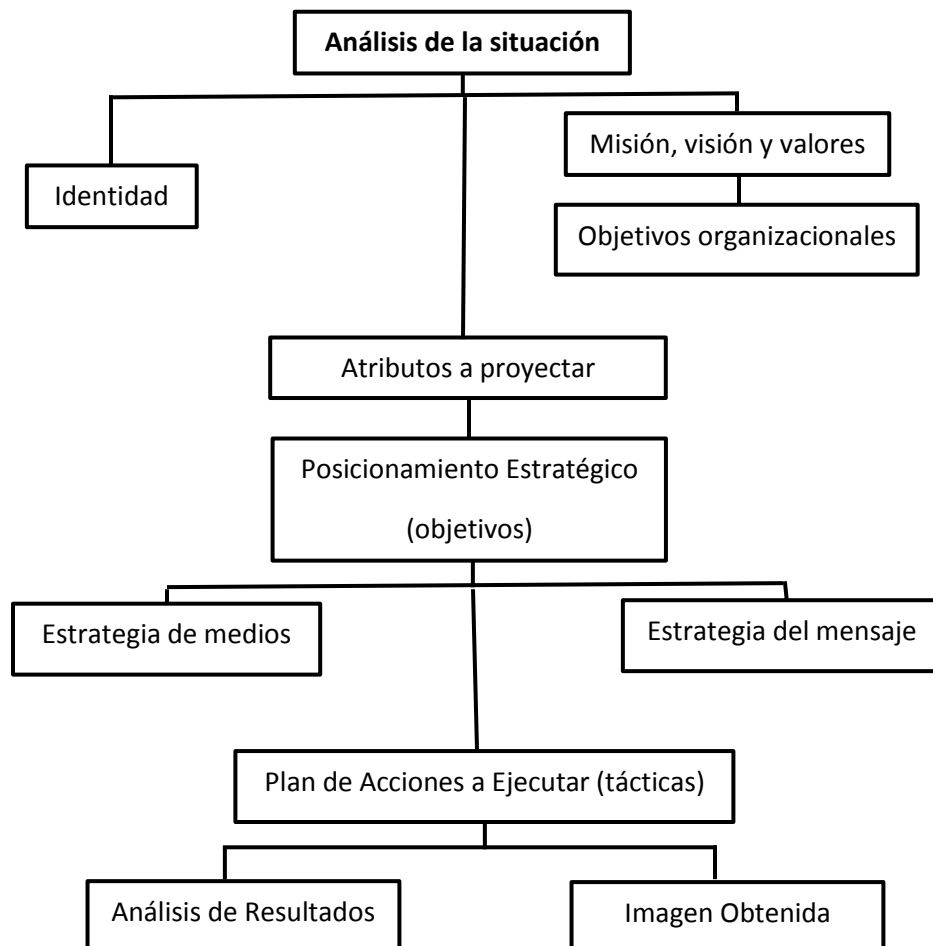 Análisis de la situación
Misión, visión y valores
Identidad
Objetivos organizacionales
Atributos a proyectar
Posicionamiento Estratégico
(objetivos)
Estrategia de medios
Estrategia del mensaje
Plan de Acciones a Ejecutar (tácticas)
Análisis de Resultados
Imagen Obtenida